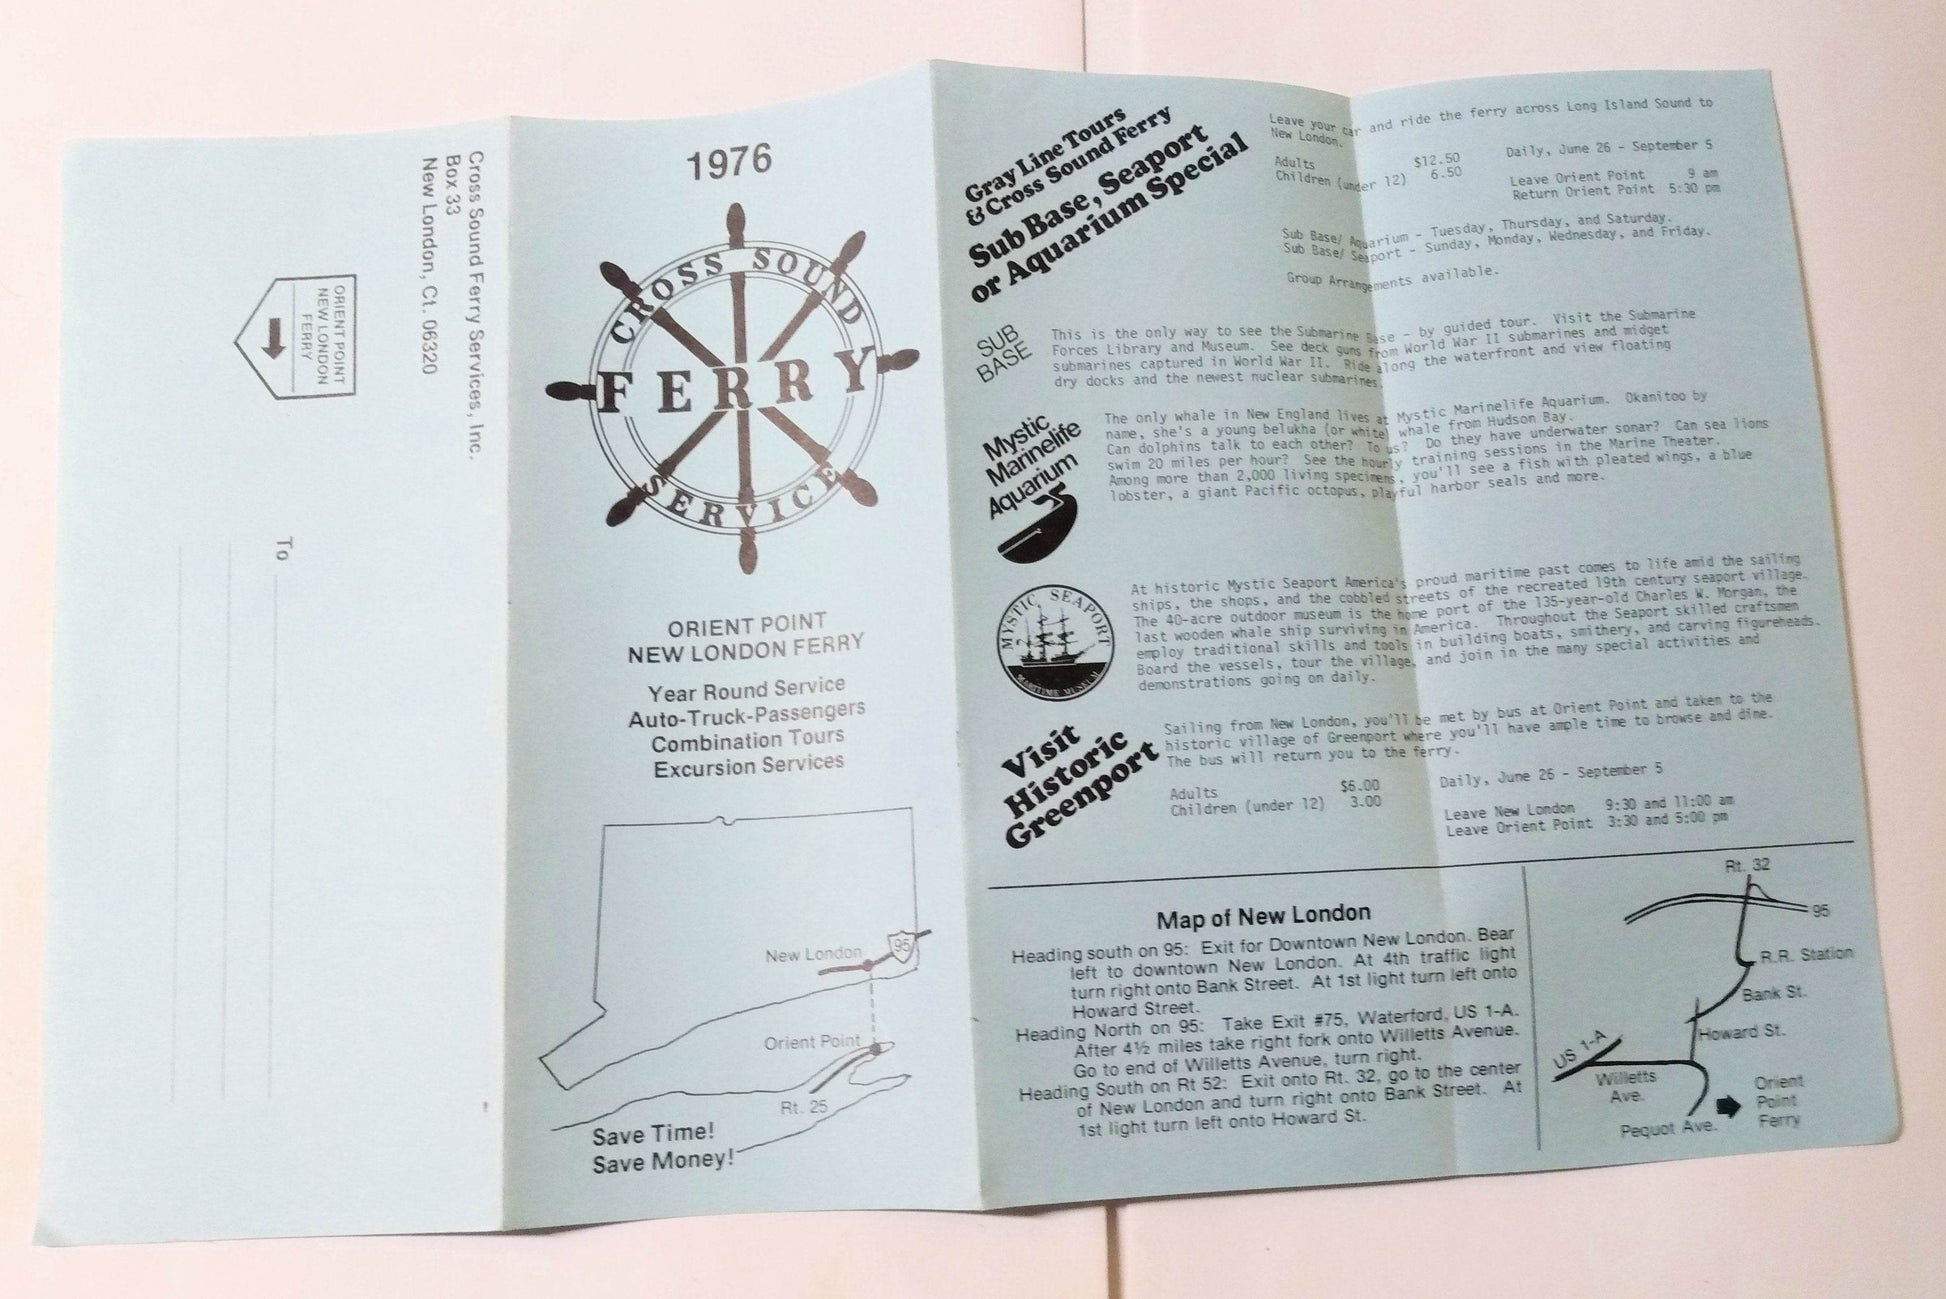 Cross Sound Ferry Services, Inc.
Box 33
New London, Ct. 06320
ORIENT POINT
NEW LONDON
FERRY
To
1976
CROSS SOUND
FERRY
SERVICE
ORIENT POINT
NEW LONDON FERRY
Year Round Service
Auto-Truck-Passengers
Combination Tours
Excursion Services
95
New London
Orient Point
Rt. 25
Save Time!
Save Money!
Gray Line Tours
& Cross Sound Ferry
Sub Base, Seaport
or Aquarium Special
Leave your car and ride the ferry across Long Island Sound to
New London.
Adults $12.50
Children (under 12) 6.50
Daily, June 26 - September 5
Leave Orient Point 9 am
Return Orient Point 5:30 pm
Sub Base/ Aquarium - Tuesday, Thursday, and Saturday.
Sub Base/ Seaport - Sunday, Monday, Wednesday, and Friday.
Group Arrangements available.
SUB
BASE
This is the only way to see the Submarine Base - by guided tour. Visit the Submarine
Forces Library and Museum. See deck guns from World War II submarines and midget
submarines captured in World War II. Ride along the waterfront and view floating
dry docks and the newest nuclear submarines.
Mystic
Marinelife
Aquarium
The only whale in New England lives at Mystic Marinelife Aquarium. Okanitoo by
name, she's a young belukha (or white) whale from Hudson Bay.
Can dolphins talk to each other? To us? Do they have underwater sonar? Can sea lions
swim 20 miles per hour? See the hourly training sessions in the Marine Theater.
Among more than 2,000 living specimens, you'll see a fish with pleated wings, a blue
lobster, a giant Pacific octopus, playful harbor seals and more.
MYSTIC SEAPORT
MARITIME MUSEUM
At historic Mystic Seaport America's proud maritime past comes to life amid the sailing
ships, the shops, and the cobbled streets of the recreated 19th century seaport village.
The 40-acre outdoor museum is the home port of the 135-year-old Charles W. Morgan, the
last wooden whale ship surviving in America. Throughout the Seaport skilled craftsmen
employ traditional skills and tools in building boats, smithery, and carving figureheads.
Board the vessels, tour the village, and join in the many special activities and
demonstrations going on daily.
Visit
Historic
Greenport
Sailing from New London, you'll be met by bus at Orient Point and taken to the
historic village of Greenport where you'll have ample time to browse and dine.
The bus will return you to the ferry.
Adults $6.00
Children (under 12) 3.00
Daily, June 26 - September 5
Leave New London 9:30 and 11:00 am
Leave Orient Point 3:30 and 5:00 pm
Map of New London
Heading south on 95: Exit for Downtown New London. Bear
left to downtown New London. At 4th traffic light
turn right onto Bank Street. At 1st light turn left onto
Howard Street.
Heading North on 95: Take Exit #75, Waterford, US 1-A.
After 4½ miles take right fork onto Willetts Avenue.
Go to end of Willetts Avenue, turn right.
Heading South on Rt 52: Exit onto Rt. 32, go to the center
of New London and turn right onto Bank Street. At
1st light turn left onto Howard St.
Rt. 32
95
R.R. Station
Bank St.
Howard St.
US 1-A
Willetts
Ave.
Pequot Ave.
Orient
Point
Ferry